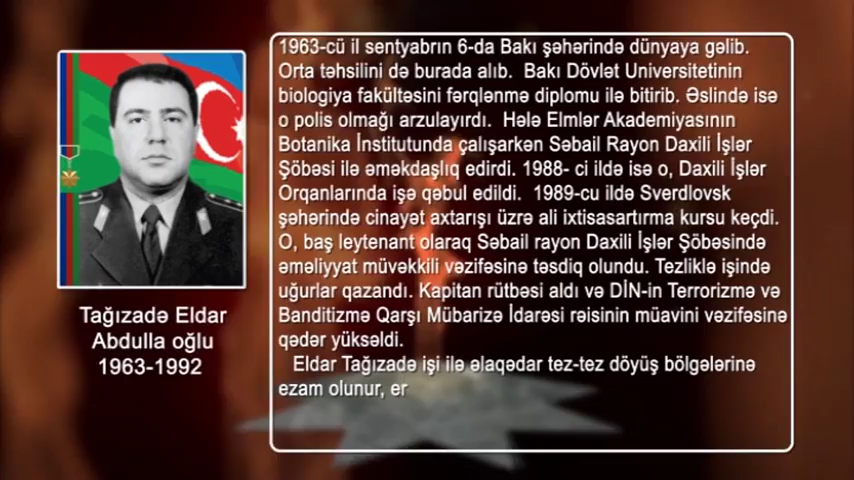 Tağızadə Eldar
Abdulla oğlu
1963-1992
1963-cü il sentyabrın 6-da Bakı şəhərində dünyaya gəlib.
Orta təhsilini də burada alıb. Bakı Dövlət Universitetinin
biologiya fakültəsini fərqlənmə diplomu ilə bitirib. Əslində isə
o polis olmağı arzulayırdı. Hələ Elmlər Akademiyasının
Botanika İnstitutunda çalışarkən Səbail Rayon Daxili İşlər
Şöbəsi ilə əməkdaşlıq edirdi. 1988- ci ildə isə o, Daxili İşlər
Orqanlarında işə qəbul edildi. 1989-cu ildə Sverdlovsk
şəhərində cinayət axtarışı üzrə ali ixtisasartırma kursu keçdi.
O, baş leytenant olaraq Səbail rayon Daxili İşlər Şöbəsində
əməliyyat müvəkkili vəzifəsinə təsdiq olundu. Tezliklə işində
uğurlar qazandı. Kapitan rütbəsi aldı və DİN-in Terrorizmə və
Banditizmə Qarşı Mübarizə İdarəsi rəisinin müavini vəzifəsinə
qədər yüksəldi.
Eldar Tağızadə işi ilə əlaqədar tez-tez döyüş bölgələrinə
ezam olunur, er